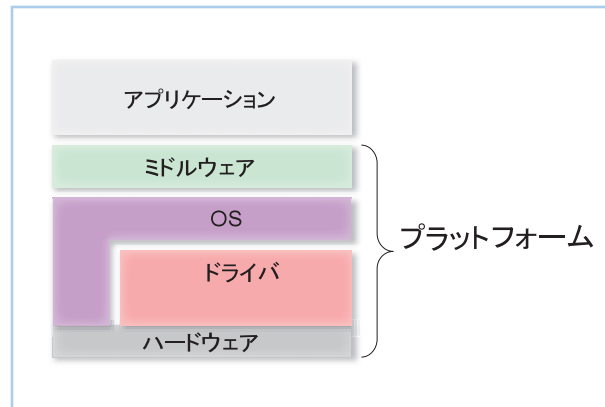 アプリケーション
ミドルウェア
OS
プラットフォーム
ドライバ
ハードウェア